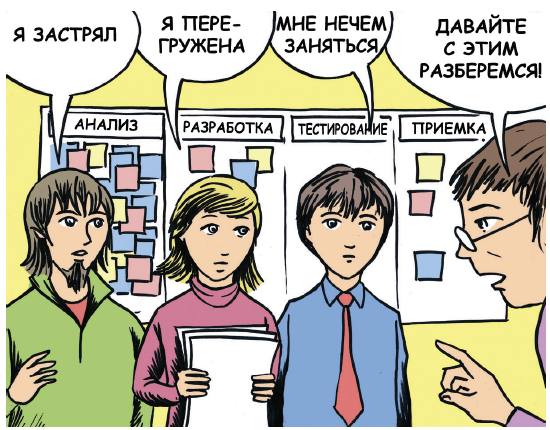 Я ЗАСТРЯЛ
Я ПЕРЕ-
ГРУЖЕНА
МНЕ НЕЧЕМ
ЗАНЯТЬСЯ
ДАВАЙТЕ
С ЭТИМ
РАЗБЕРЕМСЯ!
АНАЛИЗ
РАЗРАБОТКА
ТЕСТИРОВАНИЕ
ПРИЕМКА